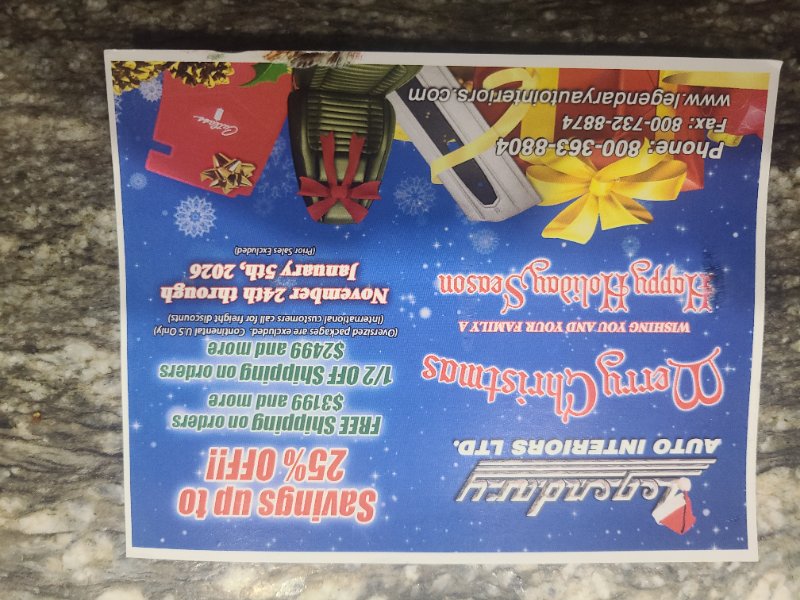 Legendary
AUTO INTERIORS LTD.
Merry Christmas
WISHING YOU AND YOUR FAMILY A
Happy Holiday Season
Phone: 800-363-8804
Fax: 800-732-8874
www.legendaryautointeriors.com
Savings up to
25% OFF!!
FREE Shipping on orders
$3199 and more
1/2 OFF Shipping on orders
$2499 and more
(Oversized packages are excluded- Continental U.S Only)
(International customers call for freight discounts)
November 24th through
January 5th, 2026
(Prior Sales Excluded)
Cutlass